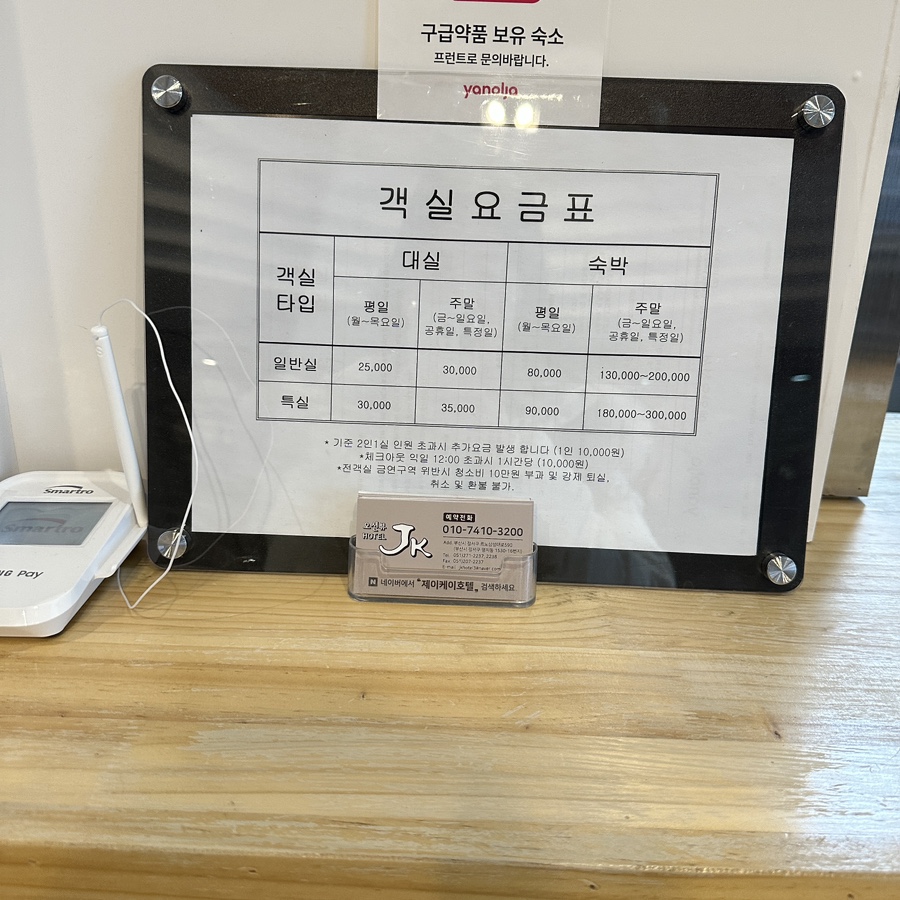 구급약품 보유 숙소
프런트로 문의바랍니다.
yanolja
객실요금표
객실
타입
대실
숙박
평일
(월~목요일)
주말
(금~일요일,
공휴일, 특정일)
평일
(월~목요일)
주말
(금~일요일,
공휴일, 특정일)
일반실 25,000 30,000 80,000 130,000~200,000
특실 30,000 35,000 90,000 180,000~300,000
* 기준 2인1실 인원 초과시 추가요금 발생 합니다 (1인 10,000원)
*체크아웃 익일 12:00 초과시 1시간당 (10,000원)
*전객실 금연구역 위반시 청소비 10만원 부과 및 강제 퇴실,
취소 및 환불 불가.
예약전화
010-7410-3200
HOTEL JK
N 네이버에서 "제이케이호텔" 검색하세요
Smartro
Smartro
Pay